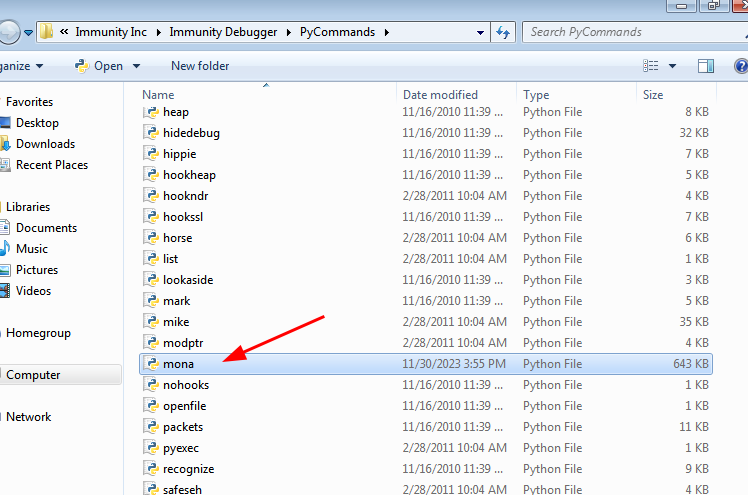 « Immunity Inc ▸ Immunity Debugger ▸ PyCommands ▸ Search PyCommands
ganize Open New folder
Favorites
Desktop
Downloads
Recent Places
Libraries
Documents
Music
Pictures
Videos
Homegroup
Computer
Network
Name Date modified Type Size
heap 11/16/2010 11:39 ... Python File 8 KB
hidedebug 11/16/2010 11:39 ... Python File 32 KB
hippie 11/16/2010 11:39 ... Python File 7 KB
hookheap 11/16/2010 11:39 ... Python File 5 KB
hookndr 2/28/2011 10:04 AM Python File 4 KB
hookssl 11/16/2010 11:39 ... Python File 7 KB
horse 2/28/2011 10:04 AM Python File 6 KB
list 2/28/2011 10:04 AM Python File 1 KB
lookaside 11/16/2010 11:39 ... Python File 3 KB
mark 11/16/2010 11:39 ... Python File 5 KB
mike 2/28/2011 10:04 AM Python File 35 KB
modptr 2/28/2011 10:04 AM Python File 4 KB
mona 11/30/2023 3:55 PM Python File 643 KB
nohooks 11/16/2010 11:39 ... Python File 1 KB
openfile 11/16/2010 11:39 ... Python File 1 KB
packets 11/16/2010 11:39 ... Python File 11 KB
pyexec 2/28/2011 10:04 AM Python File 1 KB
recognize 11/16/2010 11:39 ... Python File 9 KB
safeseh 2/28/2011 10:04 AM Python File 4 KB